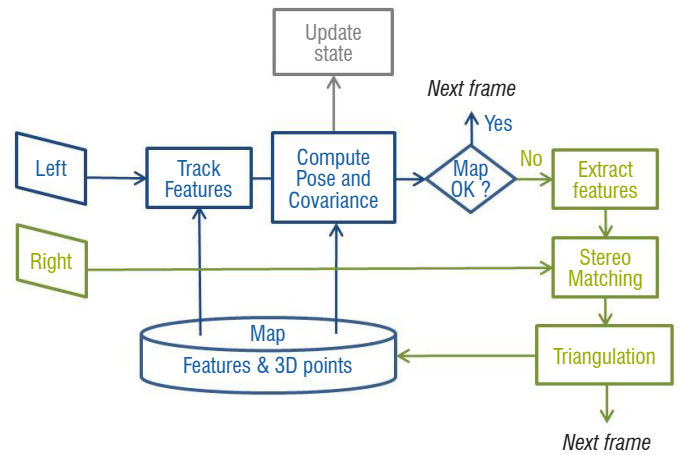 Update
state
Next frame
Yes
Left
Track
Features
Compute
Pose and
Covariance
Map
OK ?
No
Extract
features
Right
Stereo
Matching
Map
Features & 3D points
Triangulation
Next frame